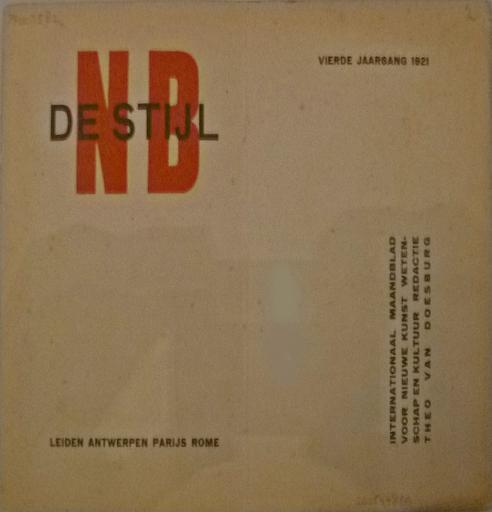 VIERDE JAARGANG 1921
NB
DE STIJL
INTERNATIONAAL MAANDBLAD
VOOR NIEUWE KUNST WETEN-
SCHAP EN KULTUUR REDACTIE
THEO VAN DOESBURG
LEIDEN ANTWERPEN PARIJS ROME